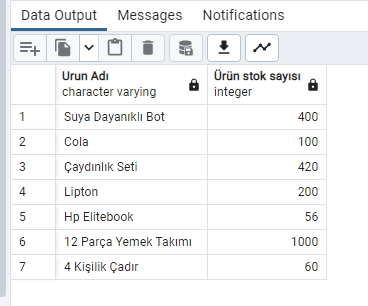 Data Output Messages Notifications
Urun Adı Ürün stok sayısı
character varying integer
1 Suya Dayanıklı Bot 400
2 Cola 100
3 Çaydınlık Seti 420
4 Lipton 200
5 Hp Elitebook 56
6 12 Parça Yemek Takımı 1000
7 4 Kişilik Çadır 60